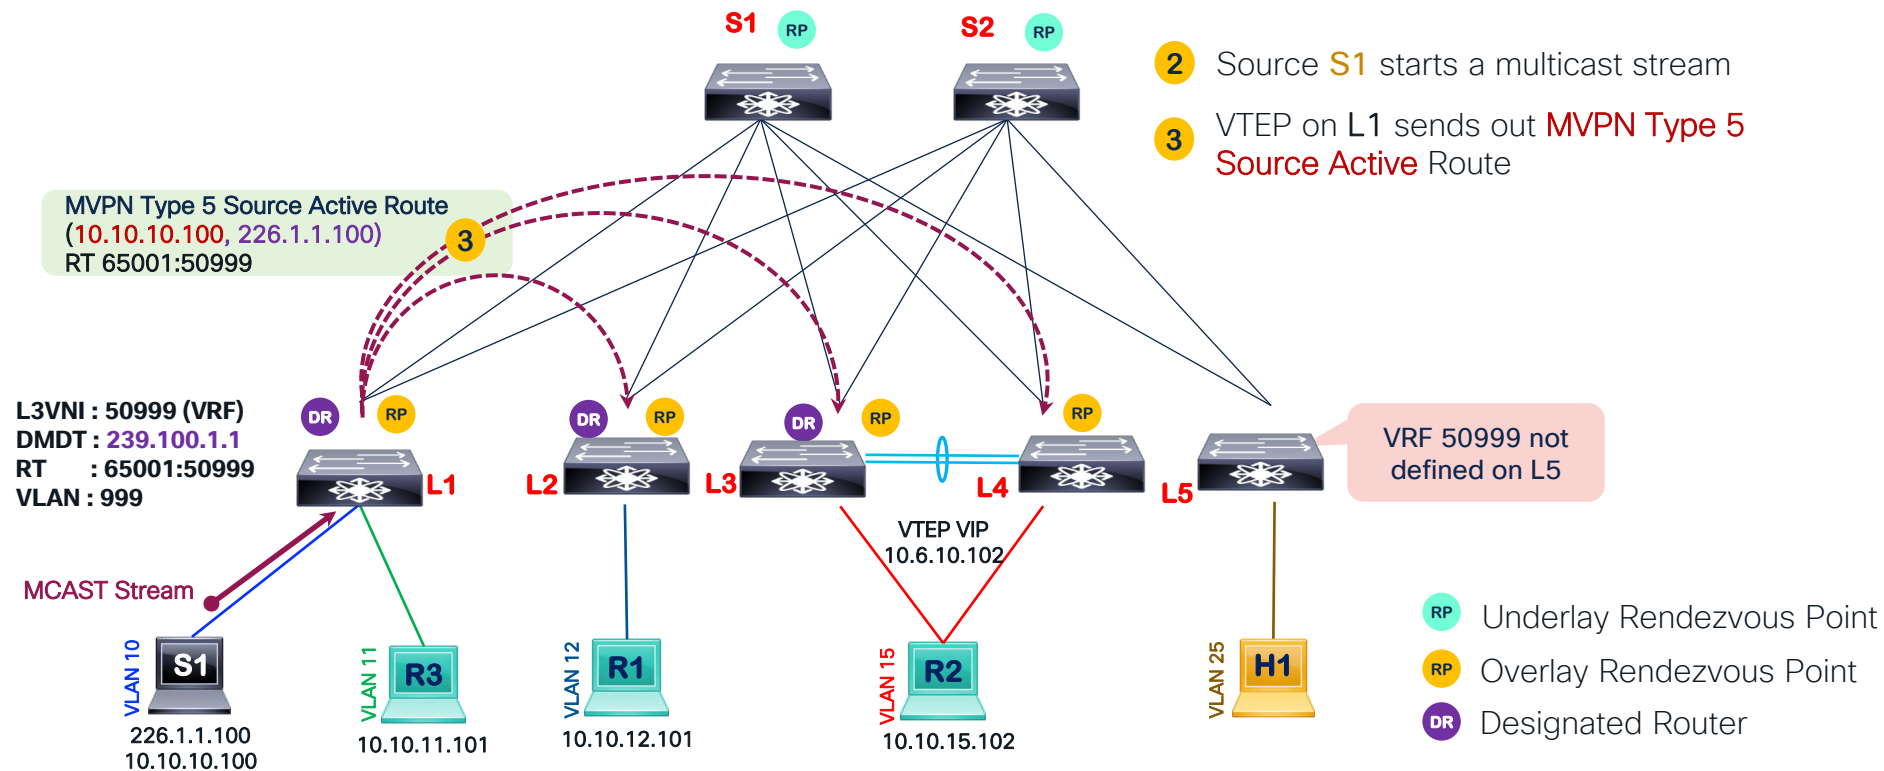 S1
RP
S2
RP
2
Source S1 starts a multicast stream
3
VTEP on L1 sends out MVPN Type 5
Source Active Route
MVPN Type 5 Source Active Route
(10.10.10.100, 226.1.1.100)
RT 65001:50999
3
L3VNI : 50999 (VRF)
DMDT : 239.100.1.1
RT : 65001:50999
VLAN : 999
DR
RP
L1
DR
RP
L2
DR
RP
L3
RP
L4
L5
VRF 50999 not
defined on L5
VTEP VIP
10.6.10.102
MCAST Stream
VLAN 10
S1
226.1.1.100
10.10.10.100
VLAN 11
R3
10.10.11.101
VLAN 12
R1
10.10.12.101
VLAN 15
R2
10.10.15.102
VLAN 25
H1
RP
Underlay Rendezvous Point
RP
Overlay Rendezvous Point
DR
Designated Router